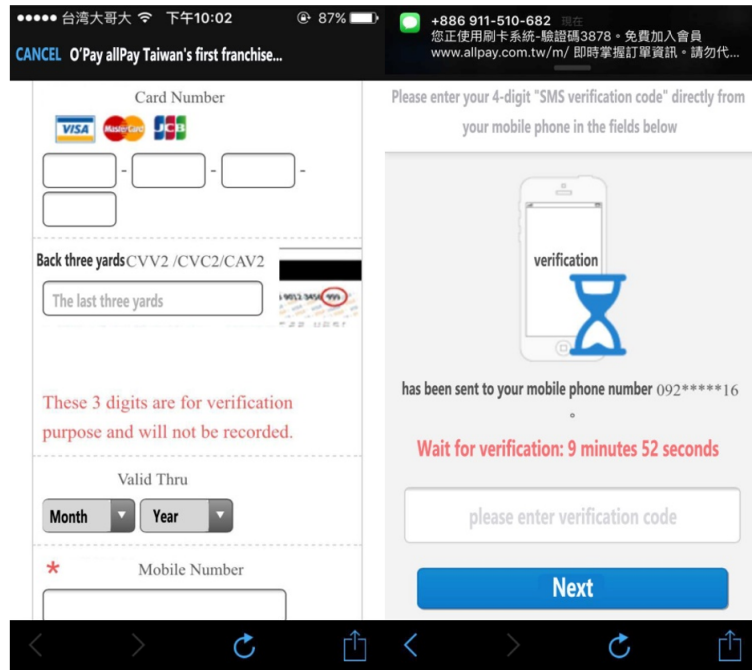 台湾大哥大 下午10:02 87%
CANCEL O'Pay allPay Taiwan's first franchise...
Card Number
VISA MasterCard JCB
- - -
Back three yards CVV2 /CVC2/CAV2
The last three yards
9012 3456 999
These 3 digits are for verification
purpose and will not be recorded.
Valid Thru
Month Year
* Mobile Number
+886 911-510-682 現在
您正使用刷卡系統-驗證碼3878。免費加入會員
www.allpay.com.tw/m/ 即時掌握訂單資訊。請勿代...
Please enter your 4-digit "SMS verification code" directly from
your mobile phone in the fields below
verification
has been sent to your mobile phone number 092*****16
。
Wait for verification: 9 minutes 52 seconds
please enter verification code
Next